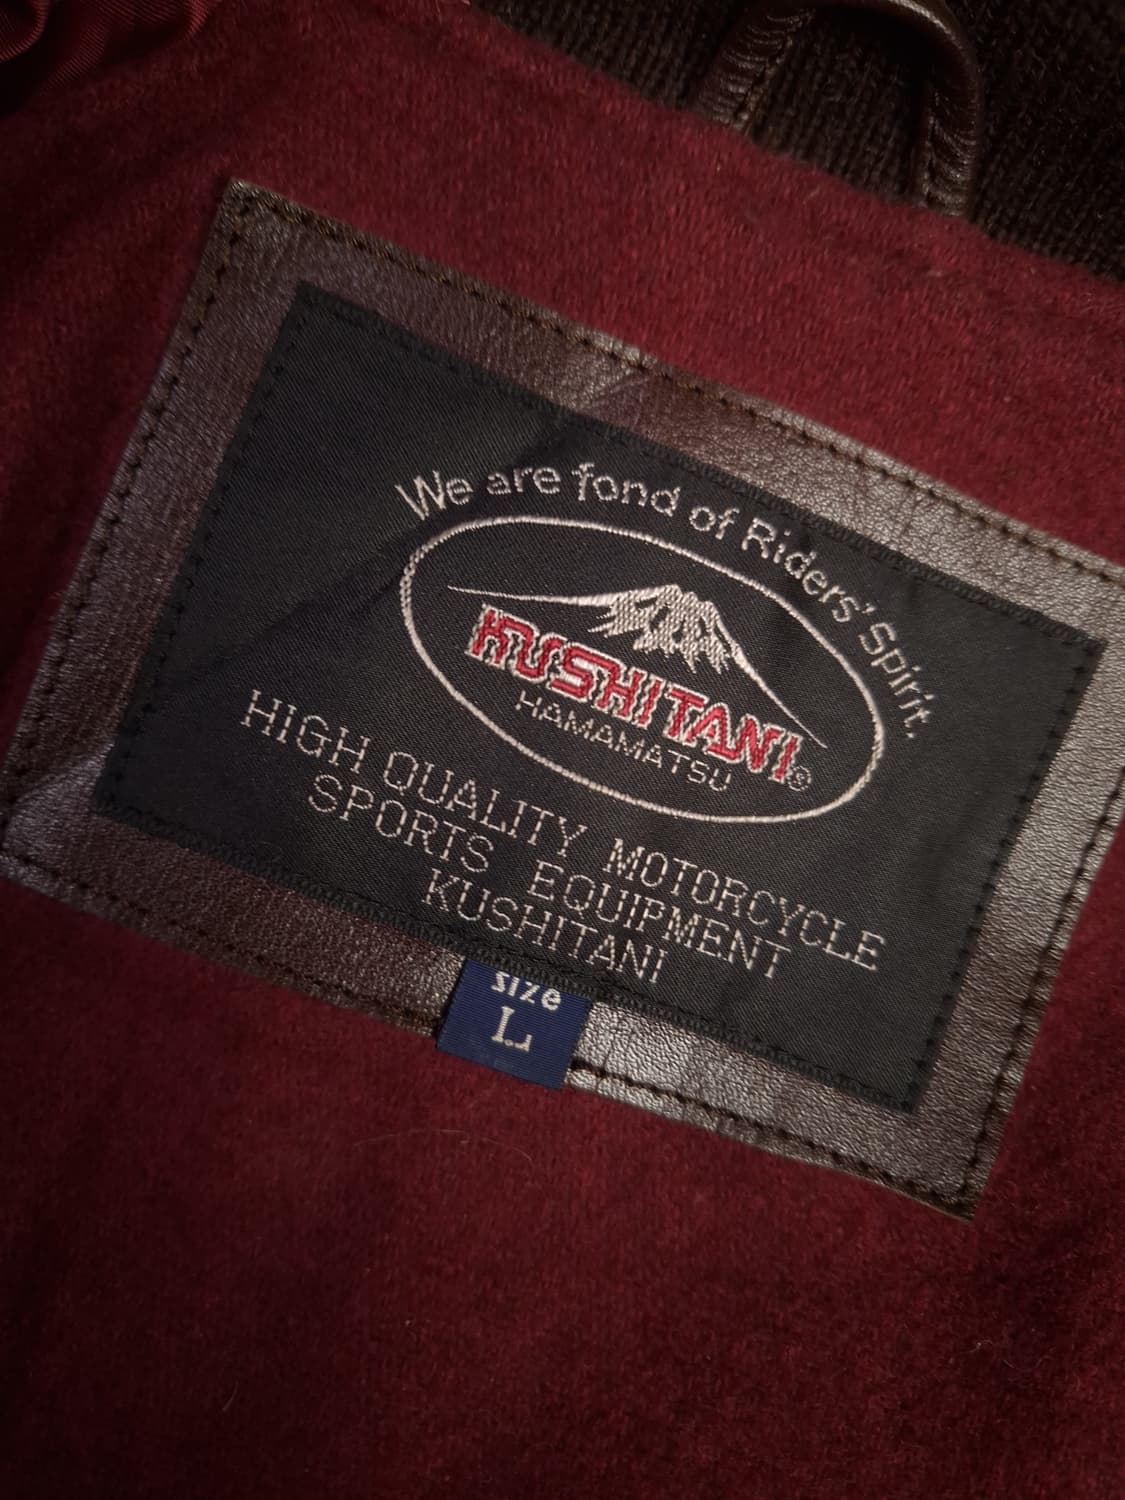 We are fond of Riders' Spirit.
KUSHITANI®
HAMAMATSU
HIGH QUALITY MOTORCYCLE
SPORTS EQUIPMENT
KUSHITANI
size
L